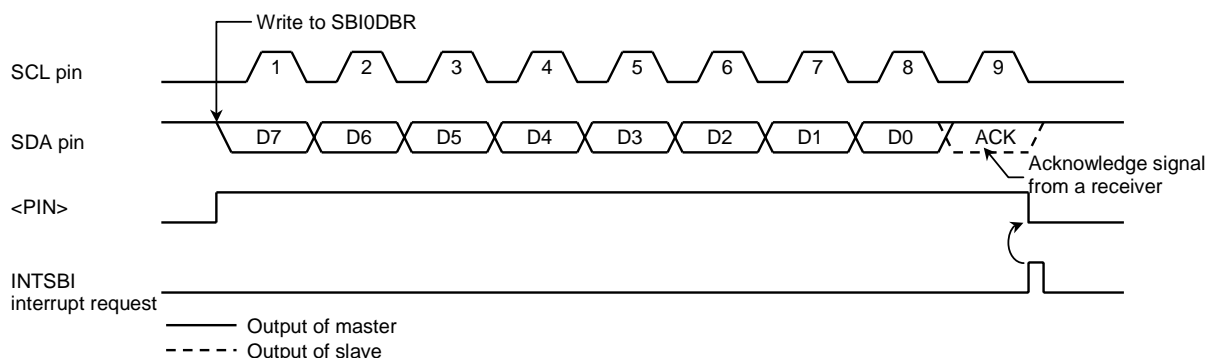 Write to SBI0DBR
SCL pin
1 2 3 4 5 6 7 8 9
SDA pin
D7 D6 D5 D4 D3 D2 D1 D0 ACK
Acknowledge signal
from a receiver
<PIN>
INTSBI
interrupt request
Output of master
Output of slave